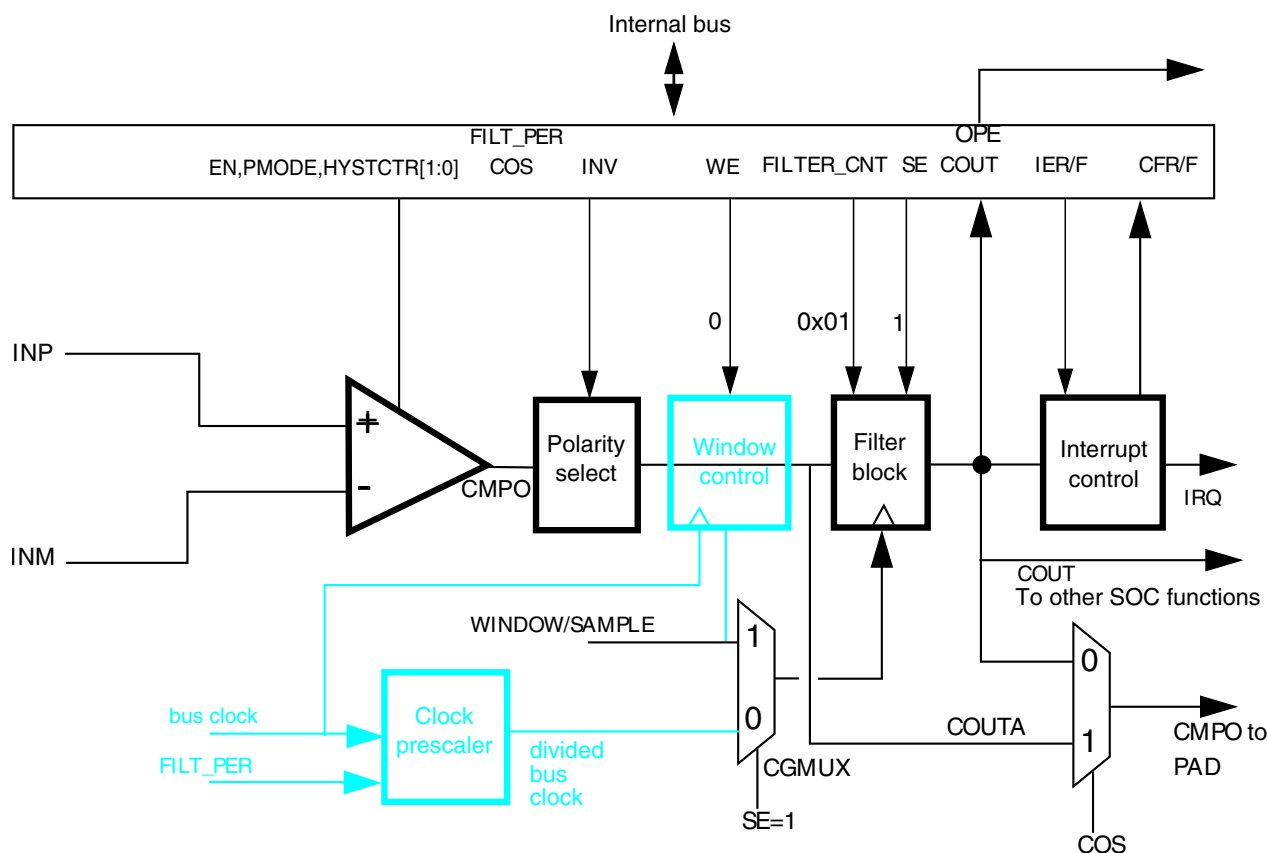 Internal bus
FILT_PER
OPE
EN,PMODE,HYSTCTR[1:0] COS INV WE FILTER_CNT SE COUT IER/F CFR/F
0 0x01 1
INP
+
-
Polarity
select
Window
control
Filter
block
Interrupt
control
CMPO
IRQ
INM
COUT
To other SOC functions
WINDOW/SAMPLE
1
0
0
1
bus clock
Clock
prescaler
FILT_PER
divided
bus
clock
COUTA
CMPO to
PAD
CGMUX
SE=1
COS